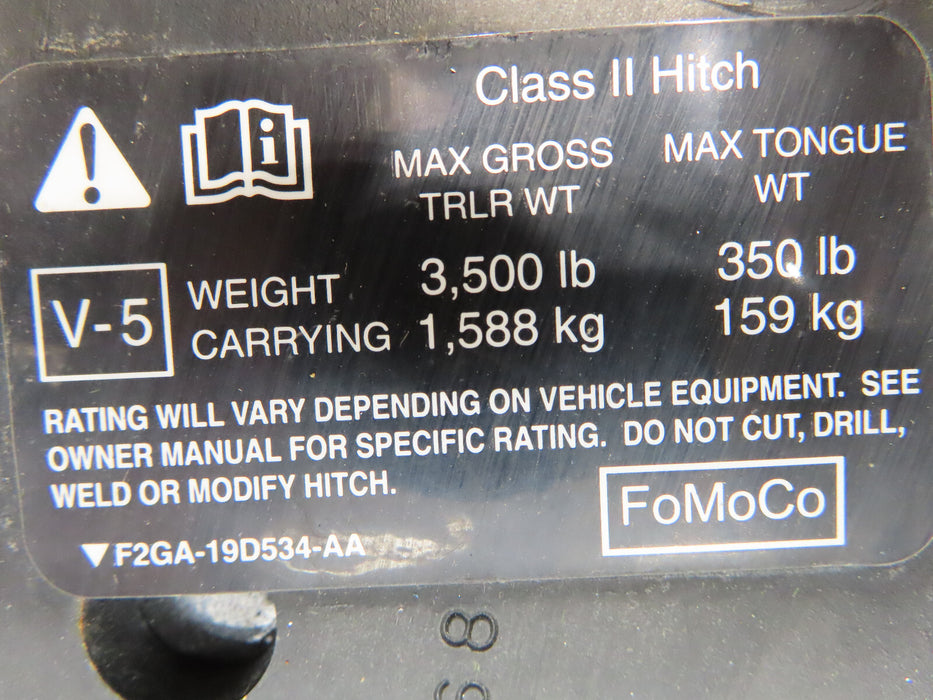 Class II Hitch
MAX GROSS TRLR WT
MAX TONGUE WT
V-5
WEIGHT CARRYING
3,500 lb
1,588 kg
350 lb
159 kg
RATING WILL VARY DEPENDING ON VEHICLE EQUIPMENT. SEE
OWNER MANUAL FOR SPECIFIC RATING. DO NOT CUT, DRILL,
WELD OR MODIFY HITCH.
FoMoCo
▼F2GA-19D534-AA
8